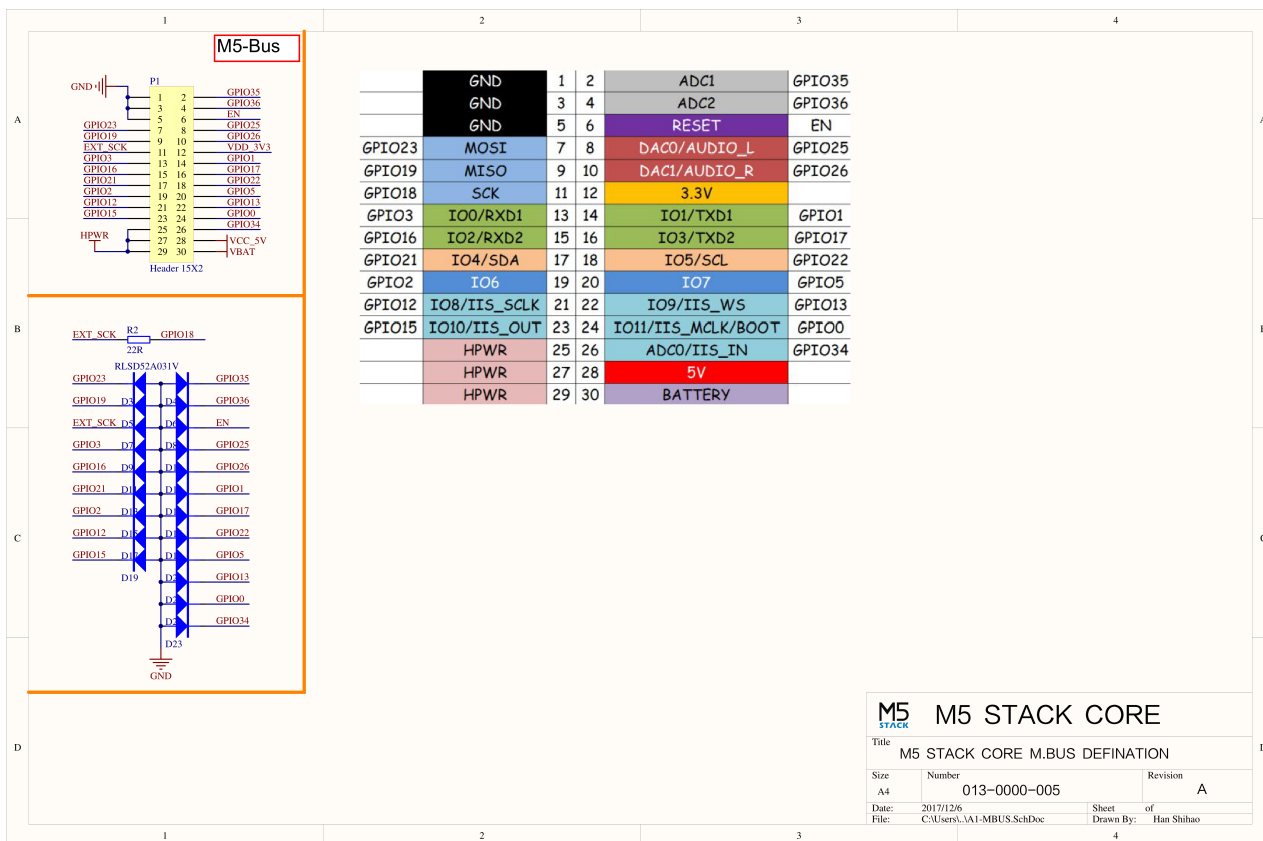 1 2 3 4
M5-Bus
P1
GND
1 2 GPIO35
3 4 GPIO36
5 6 EN
GPIO23 7 8 GPIO25
GPIO19 9 10 GPIO26
EXT_SCK 11 12 VDD_3V3
GPIO3 13 14 GPIO1
GPIO16 15 16 GPIO17
GPIO21 17 18 GPIO22
GPIO2 19 20 GPIO5
GPIO12 21 22 GPIO13
GPIO15 23 24 GPIO0
25 26 GPIO34
HPWR 27 28 VCC_5V
29 30 VBAT
Header 15X2
GND 1 2 ADC1 GPIO35
GND 3 4 ADC2 GPIO36
GND 5 6 RESET EN
GPIO23 MOSI 7 8 DAC0/AUDIO_L GPIO25
GPIO19 MISO 9 10 DAC1/AUDIO_R GPIO26
GPIO18 SCK 11 12 3.3V
GPIO3 IO0/RXD1 13 14 IO1/TXD1 GPIO1
GPIO16 IO2/RXD2 15 16 IO3/TXD2 GPIO17
GPIO21 IO4/SDA 17 18 IO5/SCL GPIO22
GPIO2 IO6 19 20 IO7 GPIO5
GPIO12 IO8/IIS_SCLK 21 22 IO9/IIS_WS GPIO13
GPIO15 IO10/IIS_OUT 23 24 IO11/IIS_MCLK/BOOT GPIO0
HPWR 25 26 ADC0/IIS_IN GPIO34
HPWR 27 28 5V
HPWR 29 30 BATTERY
A
B
C
D
EXT_SCK R2 GPIO18
22R
RLSD52A031V
GPIO23 GPIO35
GPIO19 D3 D4 GPIO36
EXT_SCK D5 D6 EN
GPIO3 D7 D8 GPIO25
GPIO16 D9 GPIO26
GPIO21 D11 GPIO1
GPIO2 D13 GPIO17
GPIO12 D15 GPIO22
GPIO15 D17 GPIO5
D19 GPIO13
GPIO0
GPIO34
D23
GND
M5 STACK
M5 STACK CORE
Title
M5 STACK CORE M.BUS DEFINATION
Size Number Revision
A4 013-0000-005 A
Date: 2017/12/6 Sheet of
File: C:\Users\..\A1-MBUS.SchDoc Drawn By: Han Shihao
1 2 3 4